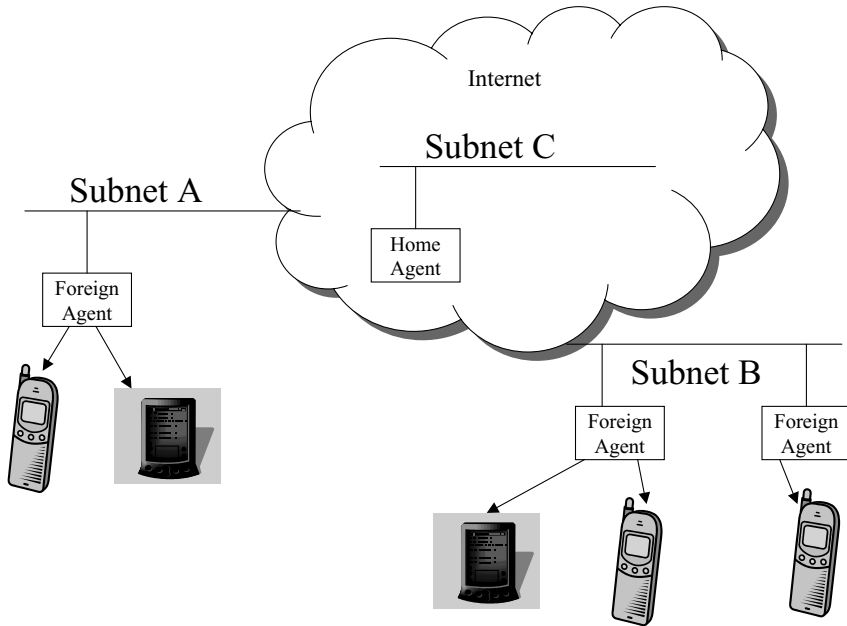 Internet
Subnet C
Subnet A
Home
Agent
Foreign
Agent
Subnet B
Foreign
Agent
Foreign
Agent